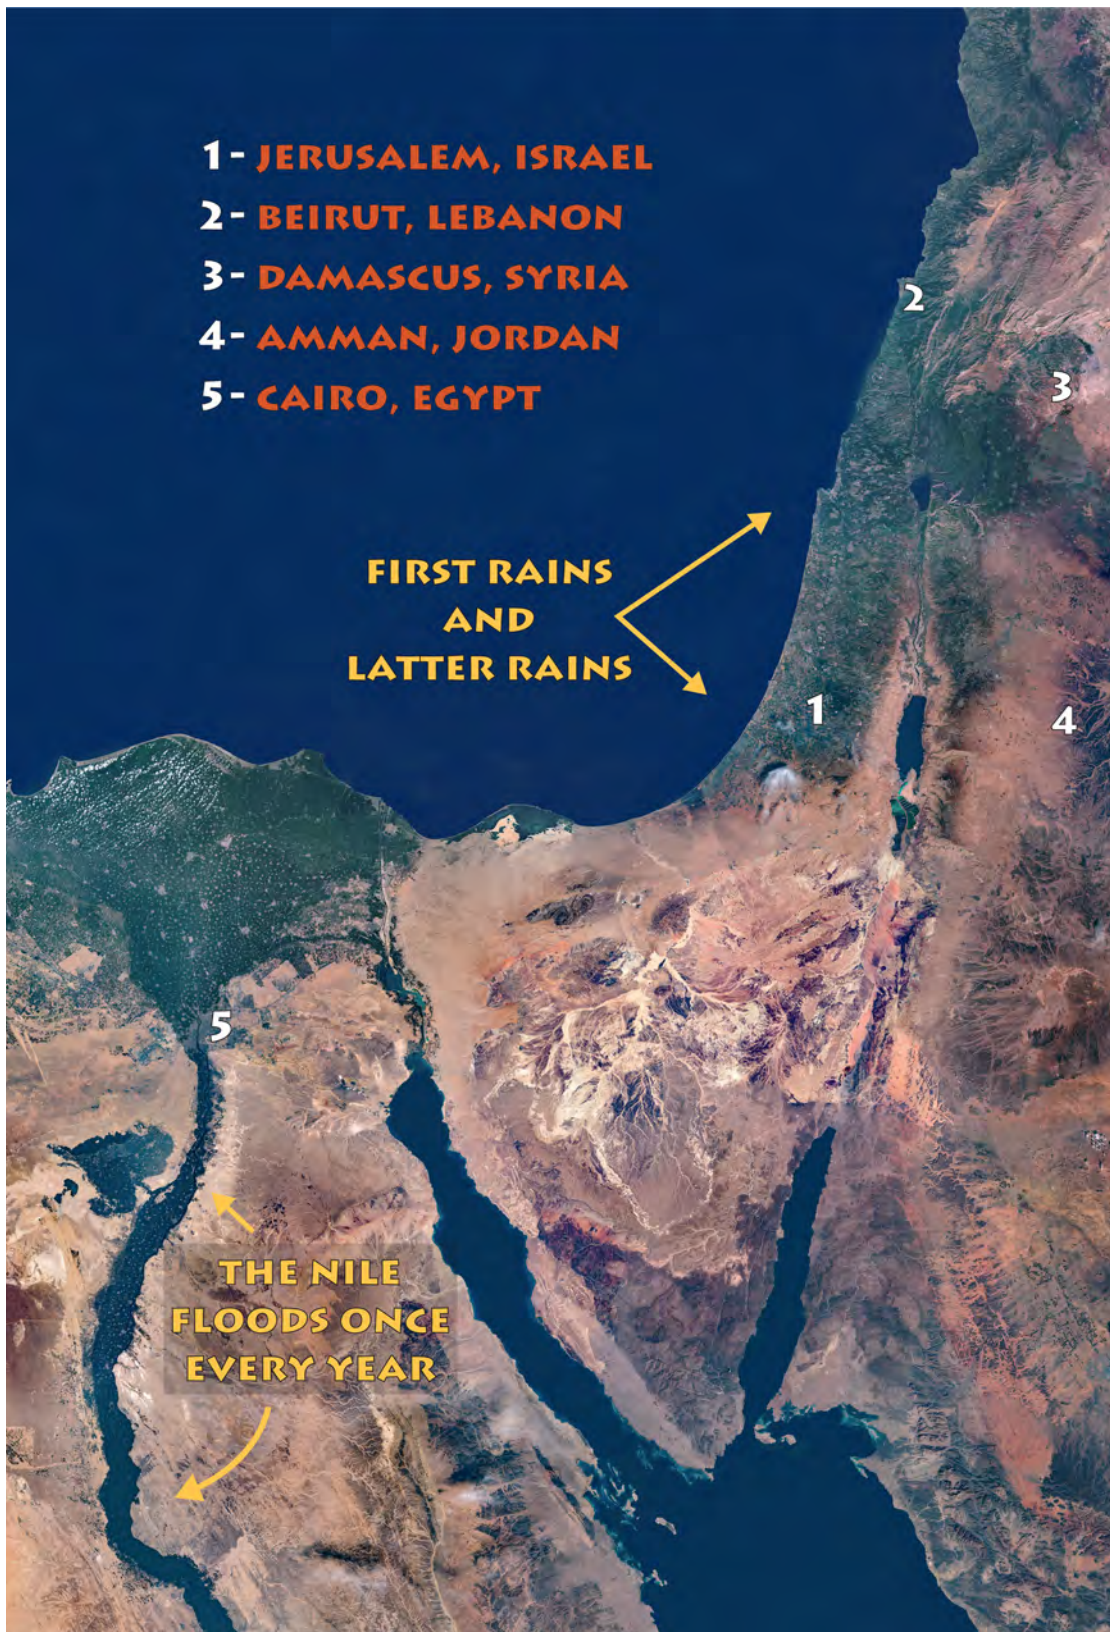 1 - JERUSALEM, ISRAEL
2 - BEIRUT, LEBANON
3 - DAMASCUS, SYRIA
4 - AMMAN, JORDAN
5 - CAIRO, EGYPT
2
3
FIRST RAINS
AND
LATTER RAINS
1
4
5
THE NILE
FLOODS ONCE
EVERY YEAR